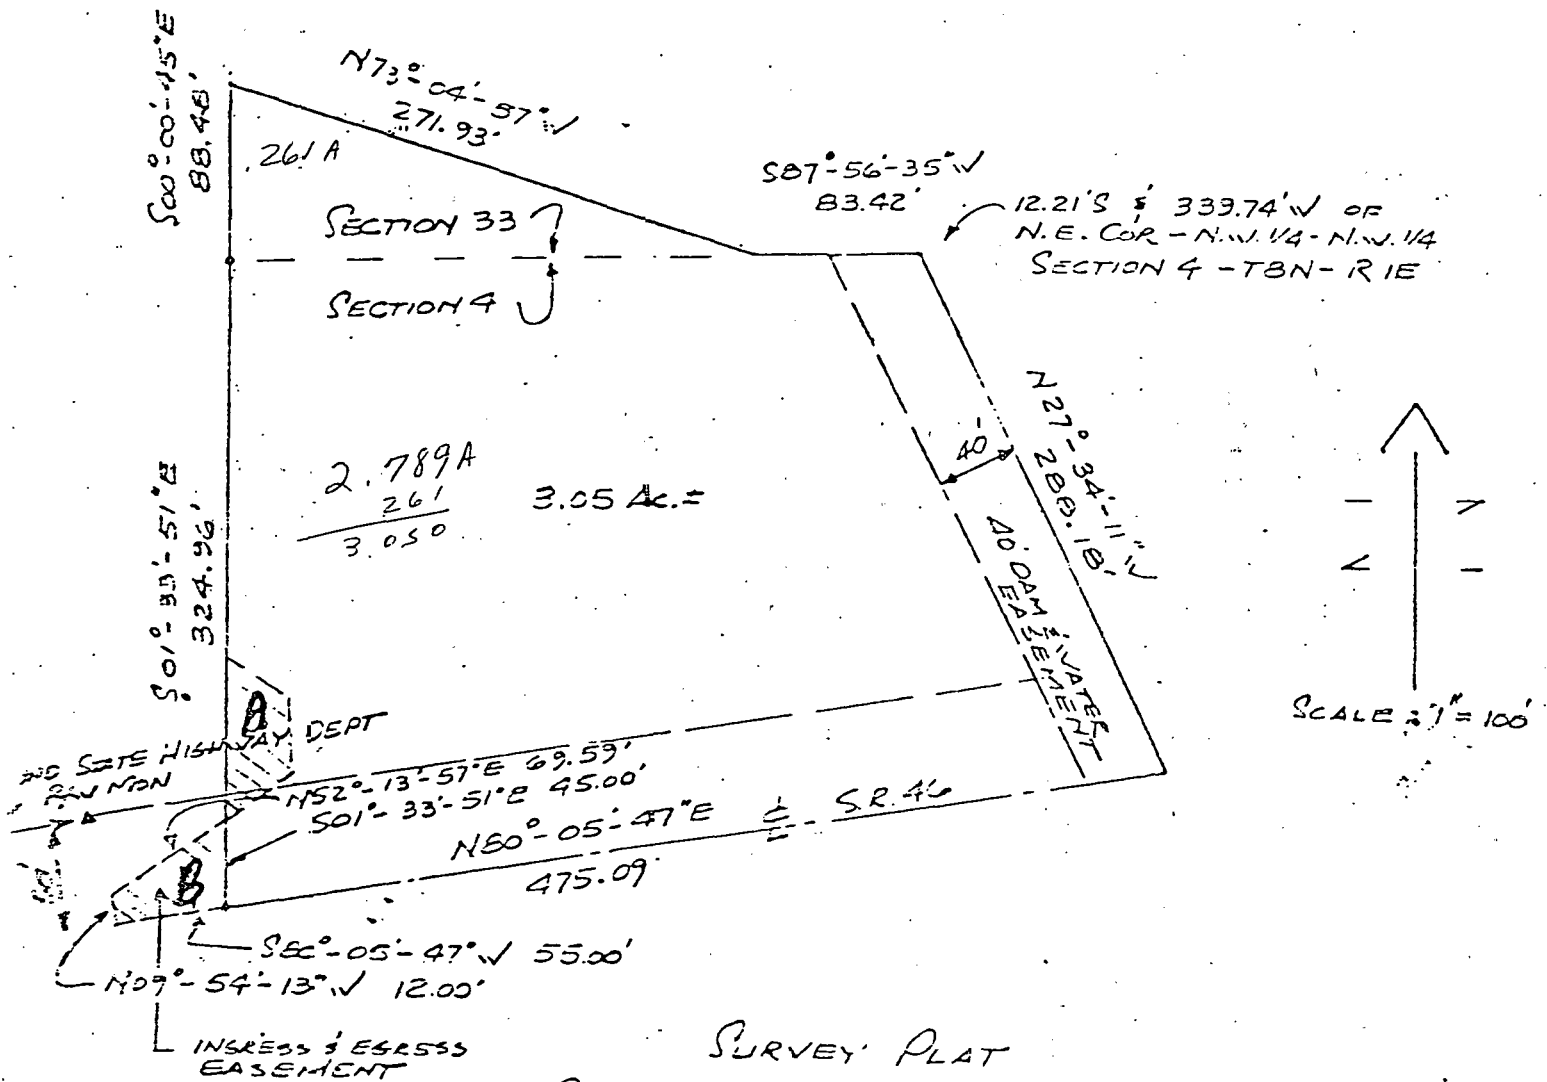 S00°-00'-45"E
88.48'
N73°-04'-57"W
271.93'
.261 A
S87°-56'-35"W
83.42'
12.21'S & 339.74'W OF
N.E. COR - N.W. 1/4 - N.W. 1/4
SECTION 4 - T8N - R1E
SECTION 33
SECTION 4
S01°-33'-51"E
324.96'
2.789A
261
3.050
3.05 Ac.±
N27°-34'-11"W
288.18'
40'
40' DAM & WATER
EASEMENT
SCALE : 1" = 100'
A
STATE HIGHWAY DEPT
N52°-13'-57"E 69.59'
S01°-33'-51"E 45.00'
N80°-05'-47"E
S.R. 46
475.09'
B
S80°-05'-47"W 55.00'
N09°-54'-13"W 12.00'
INGRESS & EGRESS
EASEMENT
SURVEY PLAT